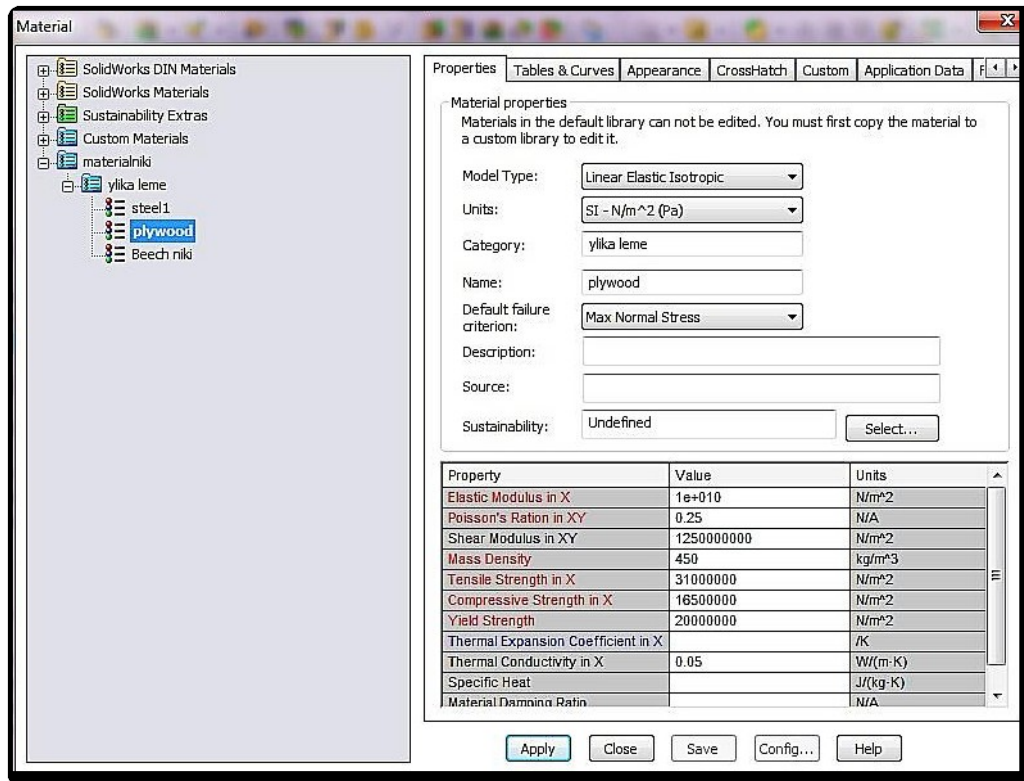 Material
SolidWorks DIN Materials
SolidWorks Materials
Sustainability Extras
Custom Materials
materialniki
ylika leme
steel1
plywood
Beech niki
Properties Tables & Curves Appearance CrossHatch Custom Application Data F
Material properties
Materials in the default library can not be edited. You must first copy the material to
a custom library to edit it.
Model Type: Linear Elastic Isotropic
Units: SI - N/m^2 (Pa)
Category: ylika leme
Name: plywood
Default failure
criterion: Max Normal Stress
Description:
Source:
Sustainability: Undefined Select...
Property Value Units
Elastic Modulus in X 1e+010 N/m^2
Poisson's Ration in XY 0.25 N/A
Shear Modulus in XY 1250000000 N/m^2
Mass Density 450 kg/m^3
Tensile Strength in X 31000000 N/m^2
Compressive Strength in X 16500000 N/m^2
Yield Strength 20000000 N/m^2
Thermal Expansion Coefficient in X /K
Thermal Conductivity in X 0.05 W/(m·K)
Specific Heat J/(kg·K)
Material Damping Ratio N/A
Apply Close Save Config... Help